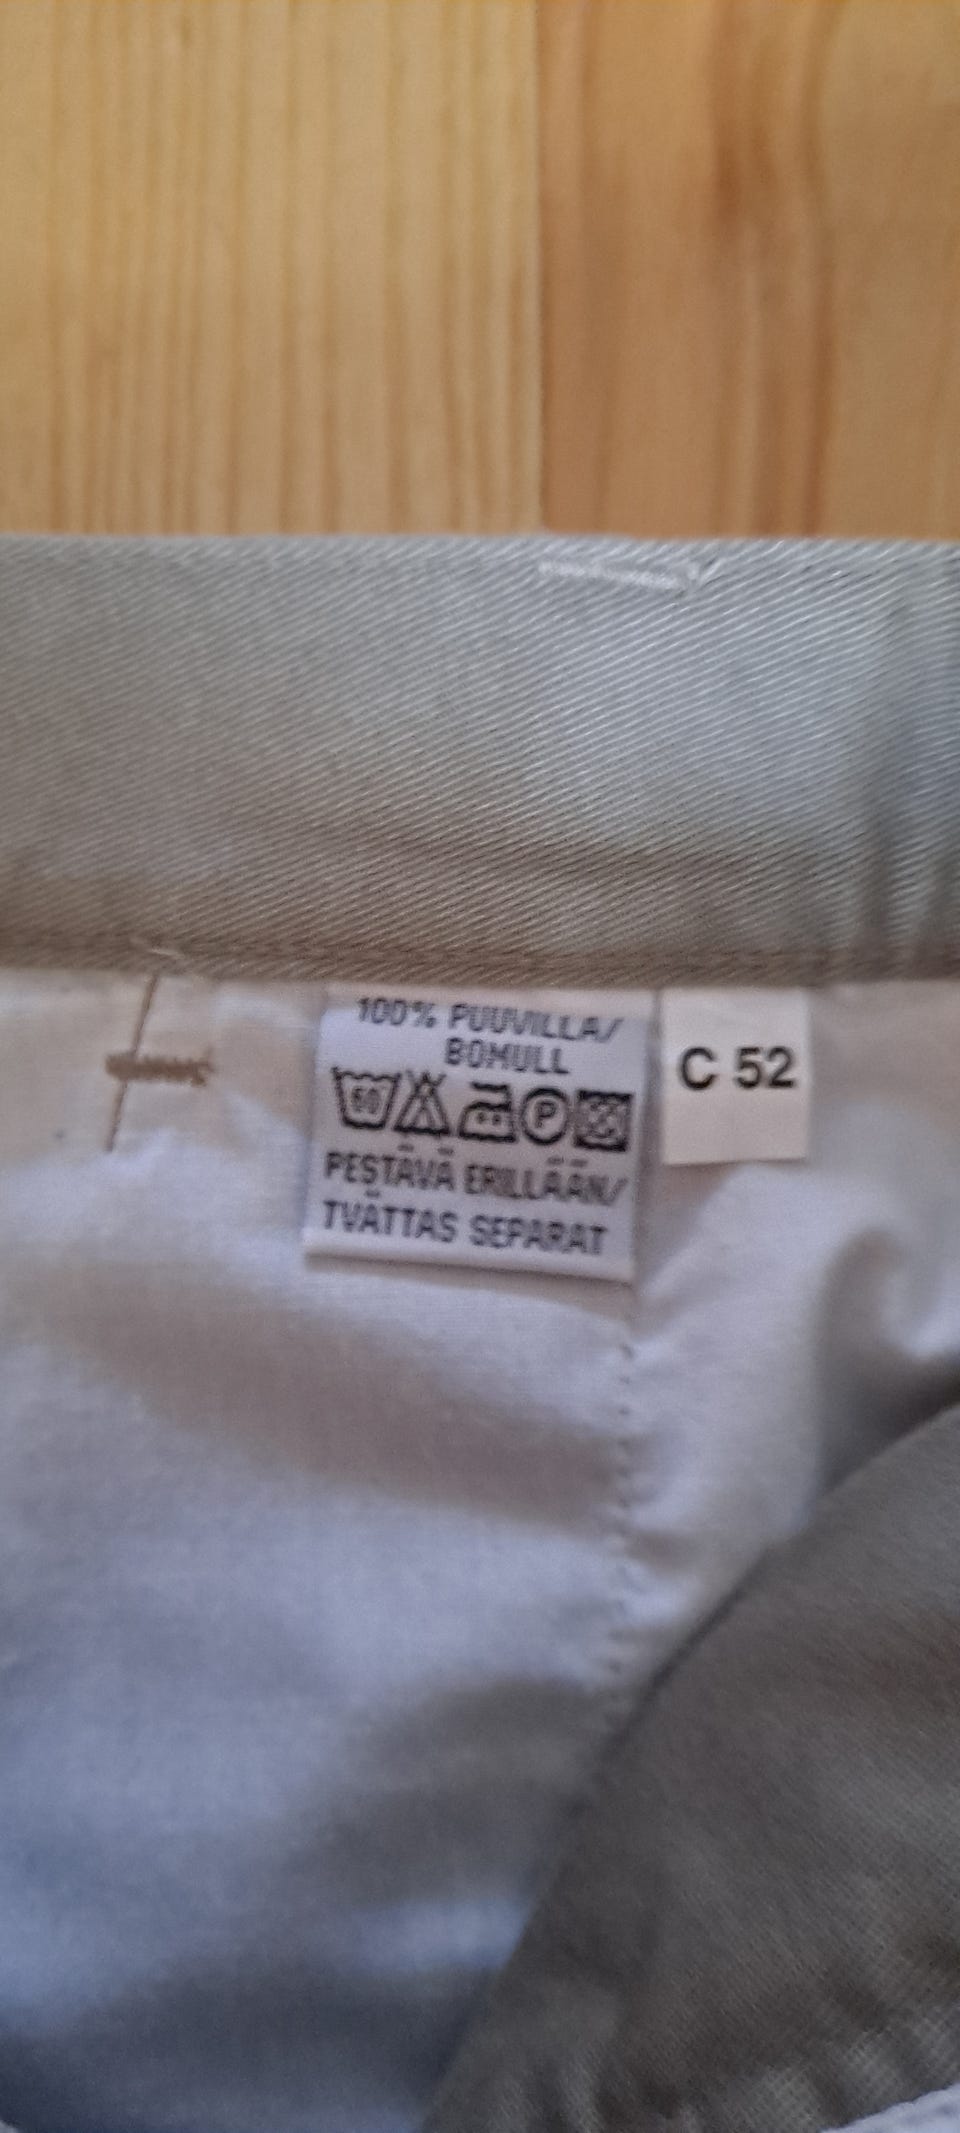 100% PUUVILLA/
BOMULL
60 P
PESTÄVÄ ERILLÄÄN/
TVÄTTAS SEPARAT
C 52